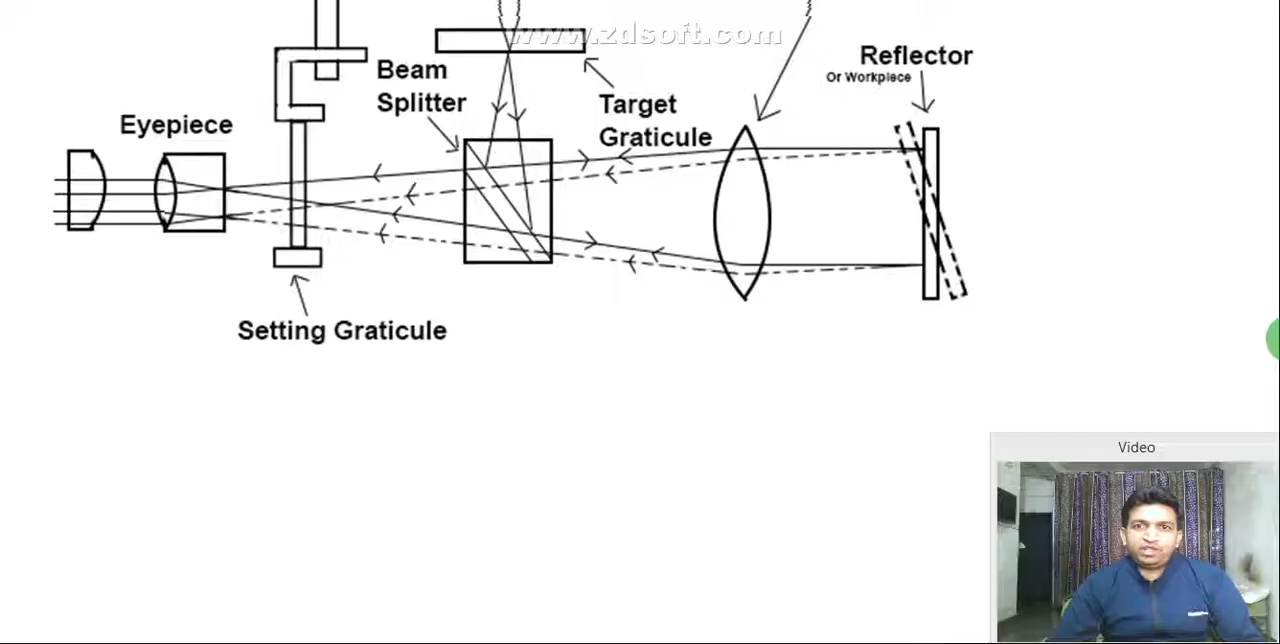 www.zdsoft.com
Reflector
Or Workpiece
Beam
Splitter
Target
Graticule
Eyepiece
Setting Graticule
Video